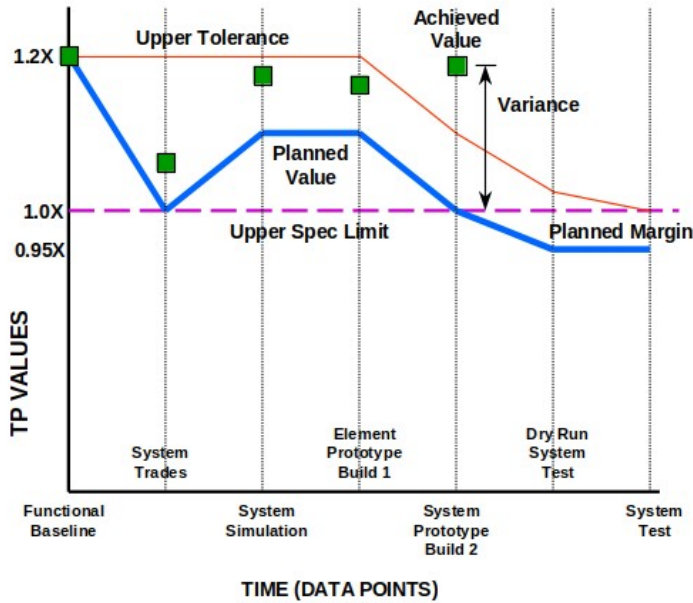 Achieved
Value
Upper Tolerance
1.2X
Variance
Planned
Value
1.0X
Upper Spec Limit
Planned Margin
0.95X
TP VALUES
System
Trades
Element
Prototype
Build 1
Dry Run
System
Test
Functional
Baseline
System
Simulation
System
Prototype
Build 2
System
Test
TIME (DATA POINTS)